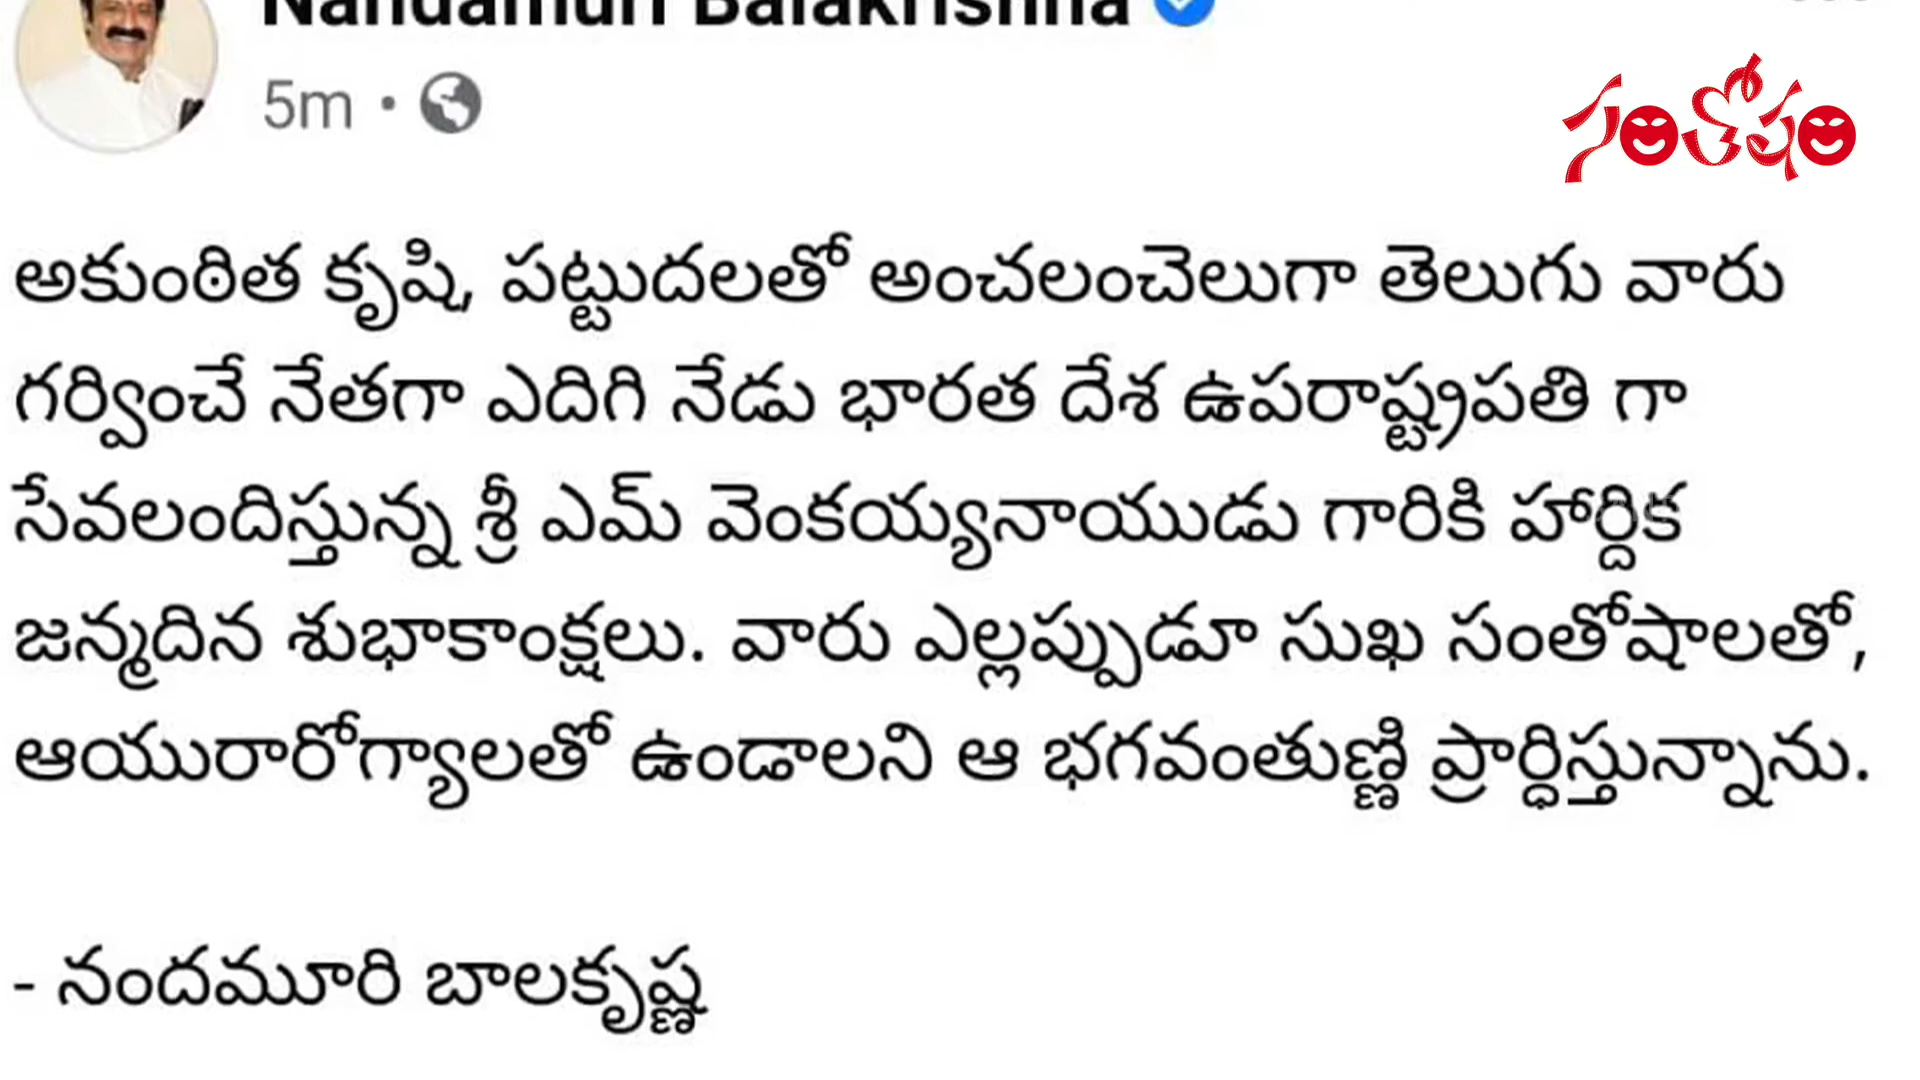 Nandamuri Balakrishna
5m •
సంతోషం
అకుంఠిత కృషి, పట్టుదలతో అంచలంచెలుగా తెలుగు వారు
గర్వించే నేతగా ఎదిగి నేడు భారత దేశ ఉపరాష్ట్రపతి గా
సేవలందిస్తున్న శ్రీ ఎమ్ వెంకయ్యనాయుడు గారికి హార్దిక
జన్మదిన శుభాకాంక్షలు. వారు ఎల్లప్పుడూ సుఖ సంతోషాలతో,
ఆయురారోగ్యాలతో ఉండాలని ఆ భగవంతుణ్ణి ప్రార్ధిస్తున్నాను.
- నందమూరి బాలకృష్ణ